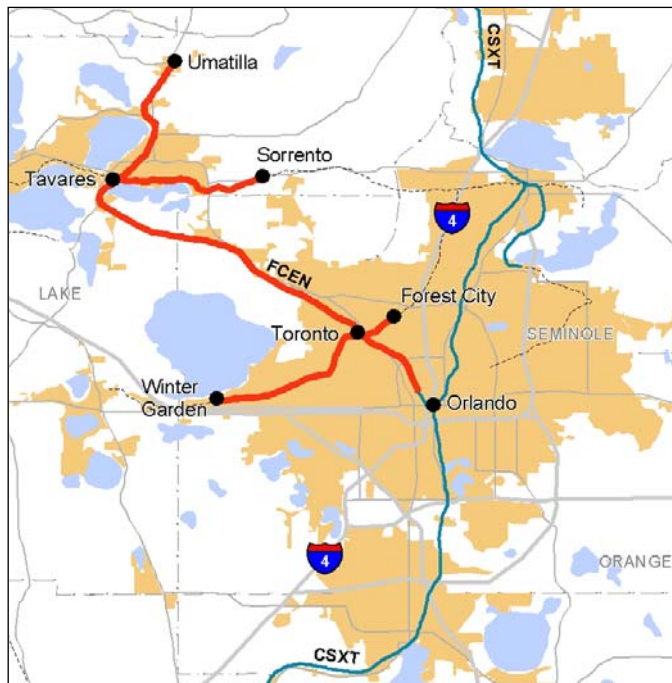 CSXT
Umatilla
Sorrento
Tavares
4
FCEN
LAKE
Forest City
Toronto
SEMINOLE
Winter
Garden
Orlando
4
ORANGE
CSXT